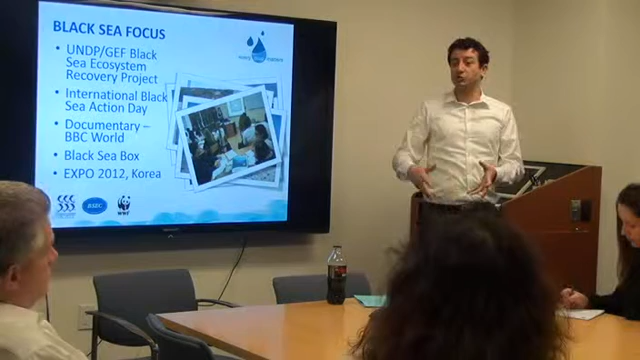 BLACK SEA FOCUS
• UNDP/GEF Black
Sea Ecosystem
Recovery Project
• International Black
Sea Action Day
• Documentary –
BBC World
• Black Sea Box
• EXPO 2012, Korea
BSEC
WWF